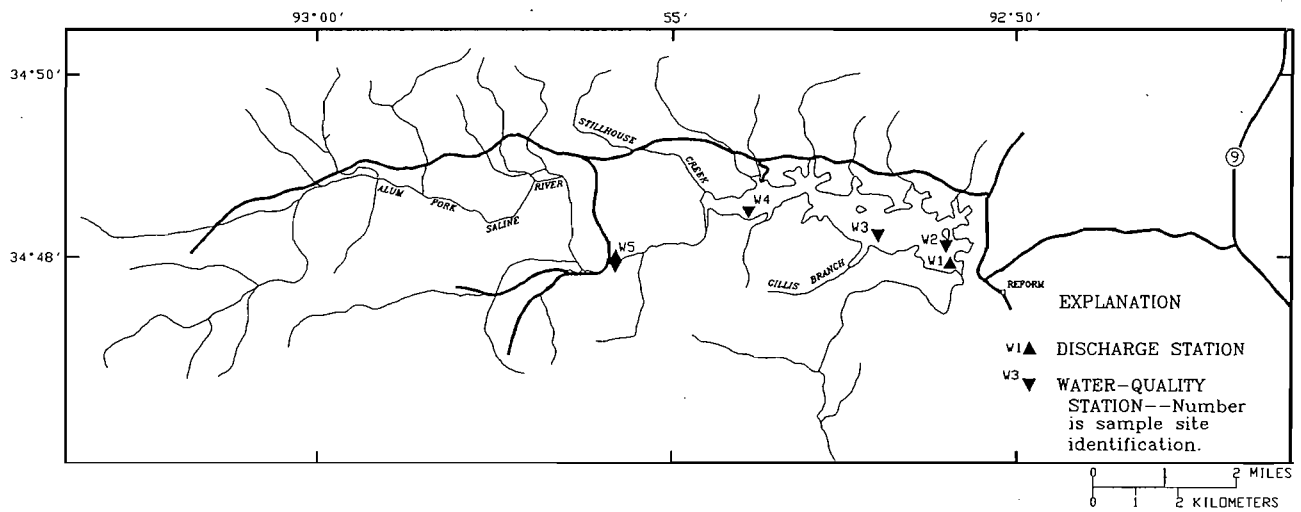 93°00'
55'
92°50'
34°50'
STILLHOUSE
CREEK
9
ALUM
FORK
SALINE
RIVER
W4
W3
W2
W1
W5
34°48'
GILLIS BRANCH
REFORM
EXPLANATION
W1 DISCHARGE STATION
W3 WATER-QUALITY
STATION--Number
is sample site
identification.
0 1 2 MILES
0 1 2 KILOMETERS